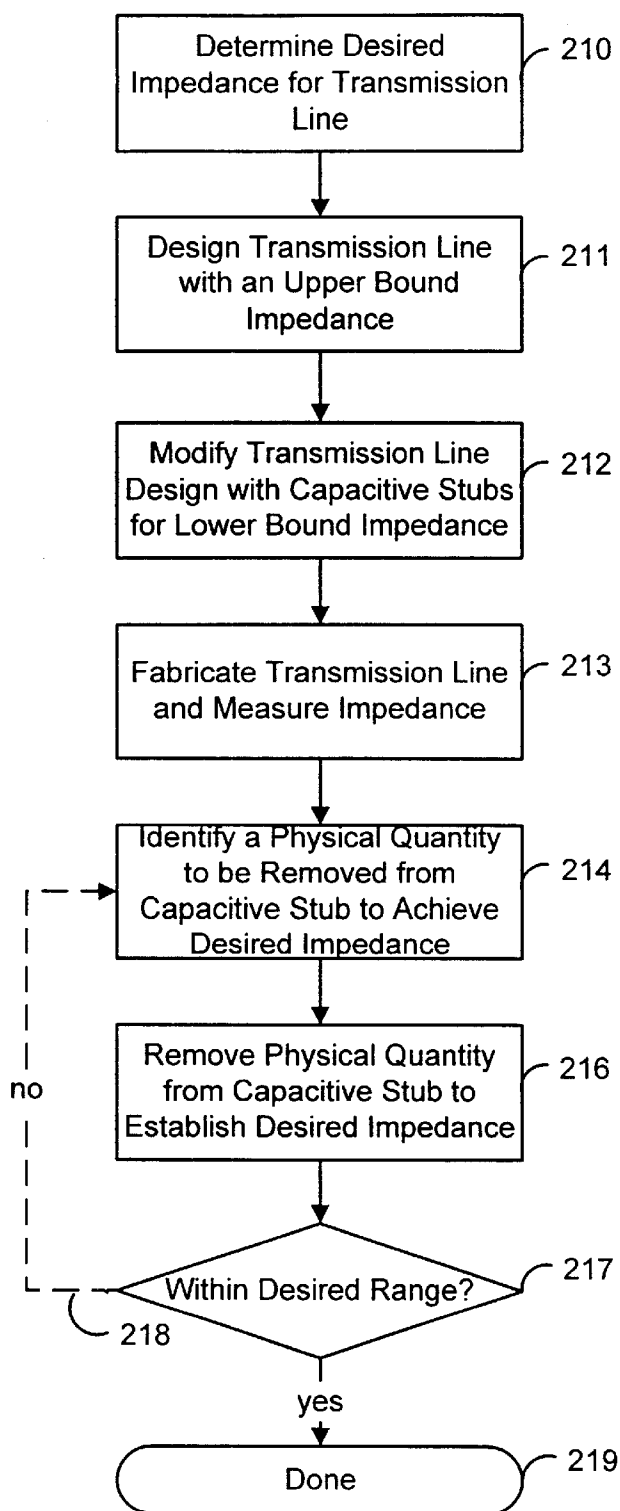 Determine Desired
Impedance for Transmission
Line
210
Design Transmission Line
with an Upper Bound
Impedance
211
Modify Transmission Line
Design with Capacitive Stubs
for Lower Bound Impedance
212
Fabricate Transmission Line
and Measure Impedance
213
Identify a Physical Quantity
to be Removed from
Capacitive Stub to Achieve
Desired Impedance
214
Remove Physical Quantity
from Capacitive Stub to
Establish Desired Impedance
216
no
Within Desired Range?
217
218
yes
Done
219